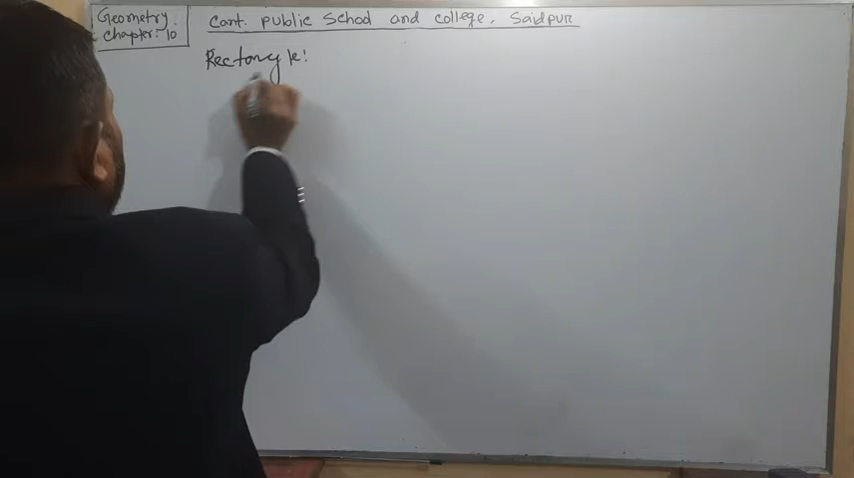 Geometry.
Cant. public School and college, Saidpur
chapter: 10
Rectangle: